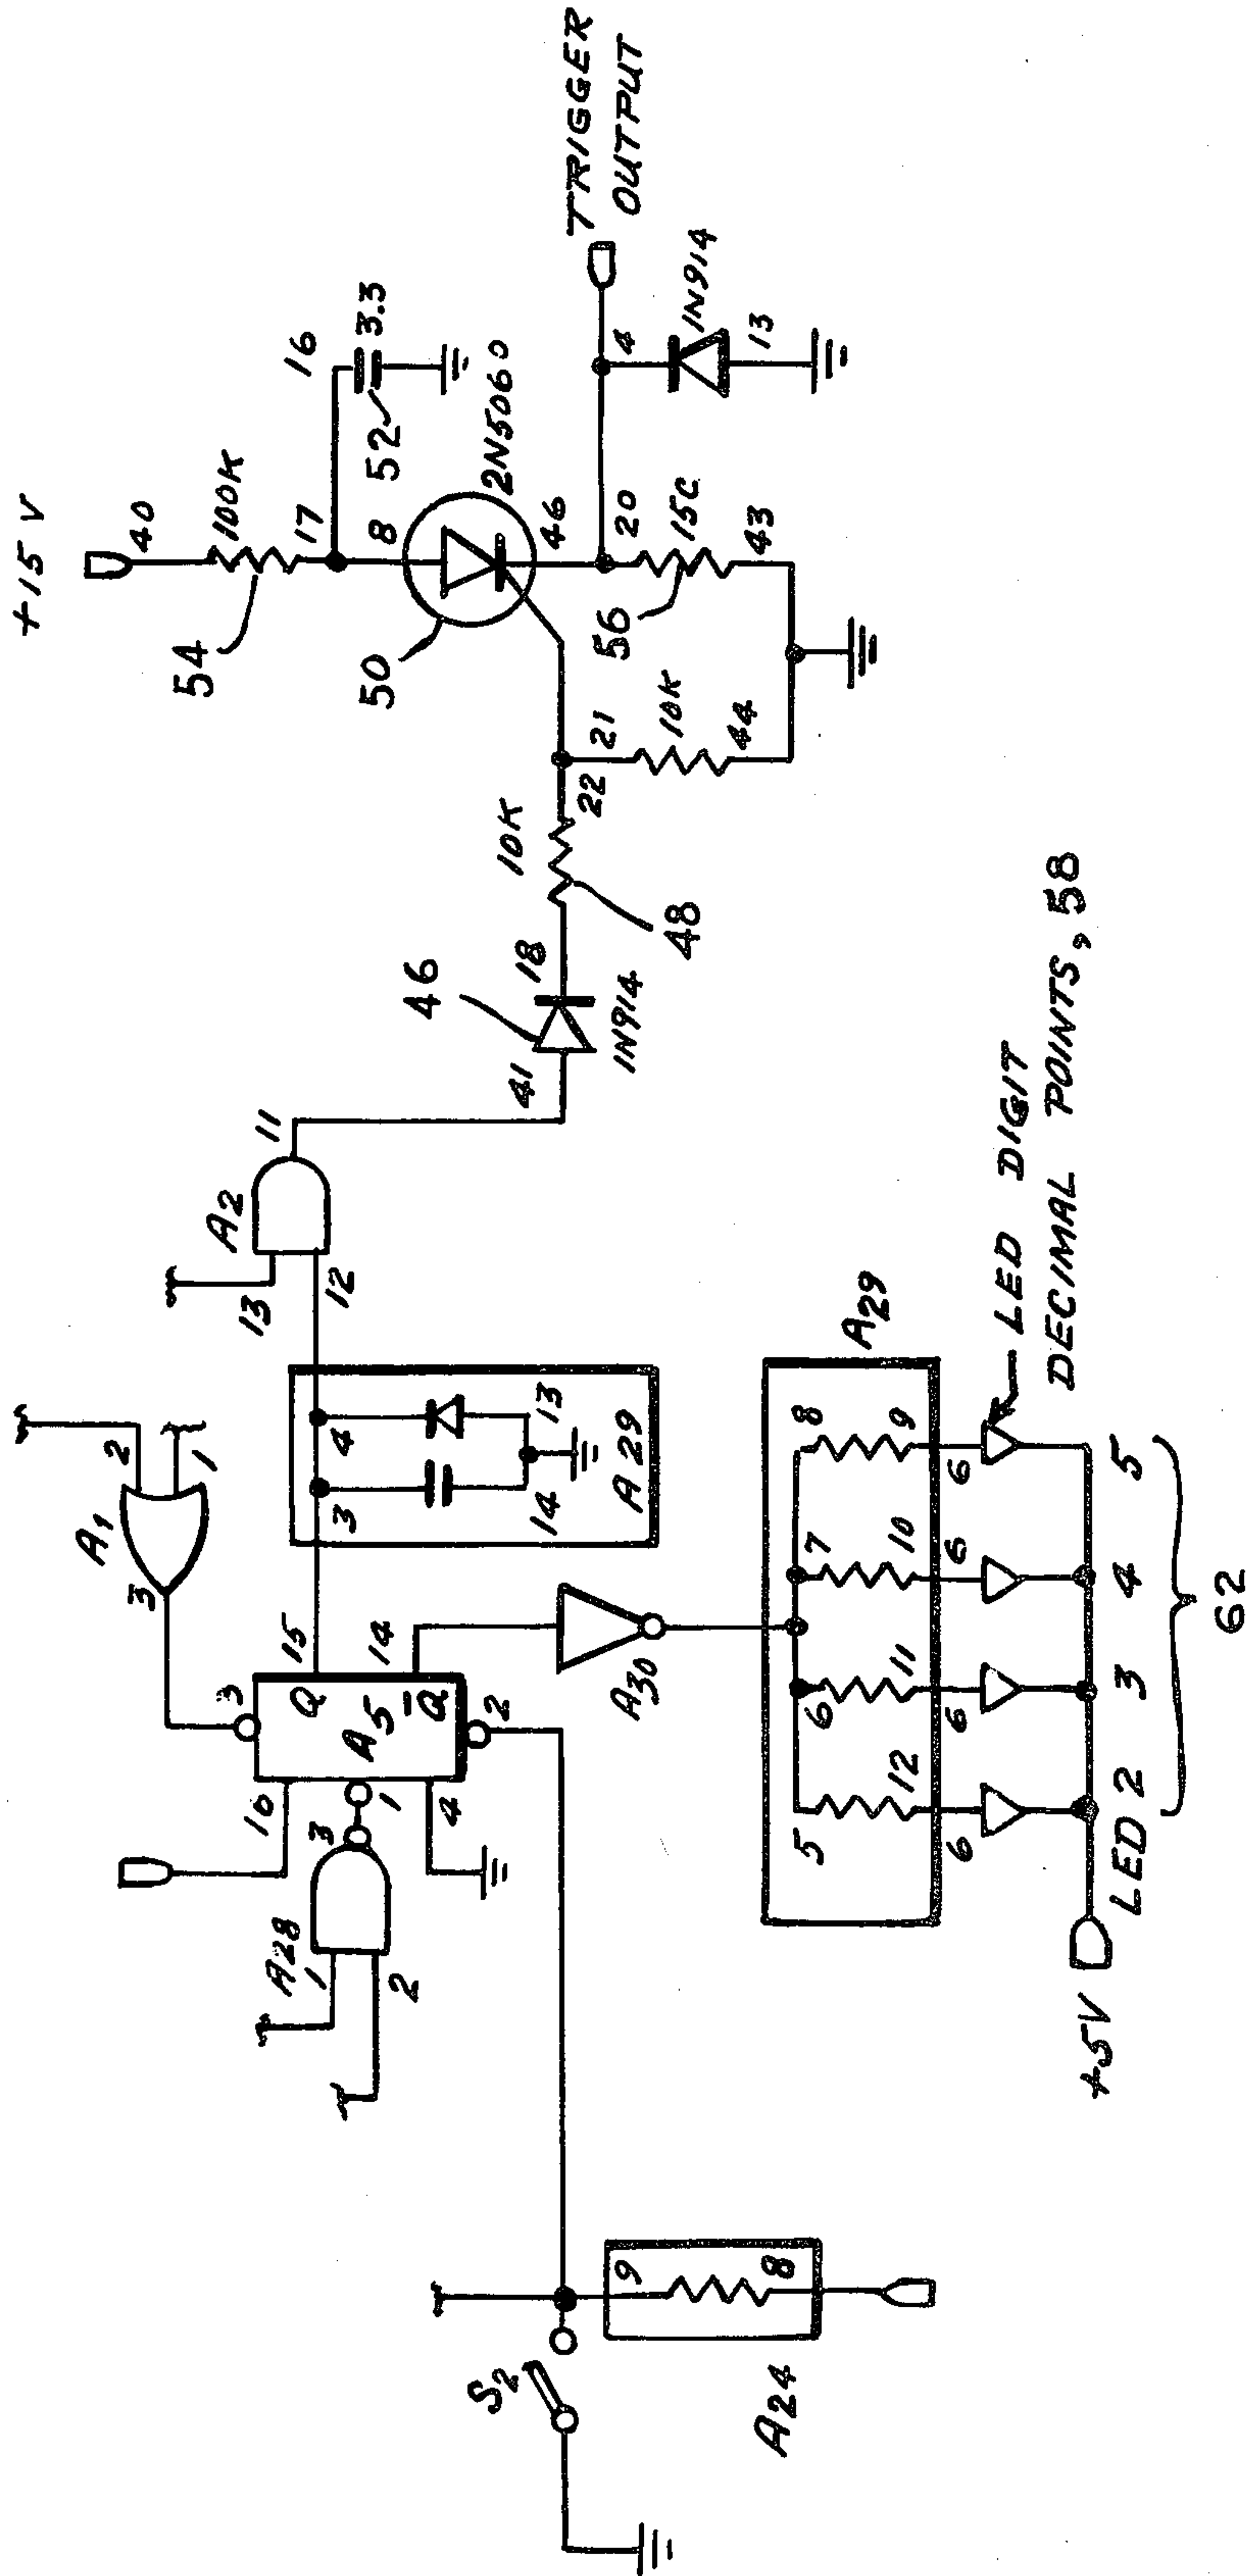 +15 V
40
100K
54
17
16
3.3
52
8
50
2N5060
46
TRIGGER
OUTPUT
4
1N914
13
20
15C
56
43
21
10K
44
22
10K
48
18
46
41
1N914
11
A2
13
12
2
1
A1
3
3
15
Q
A5
14
Q̅
2
10
1
4
3
A28
1
2
3
4
13
14
A29
A30
A29
8
7
6
5
9
10
11
12
6
6
6
6
LED DIGIT
DECIMAL POINTS, 58
+5V
LED 2
3
4
5
62
S2
9
8
A24